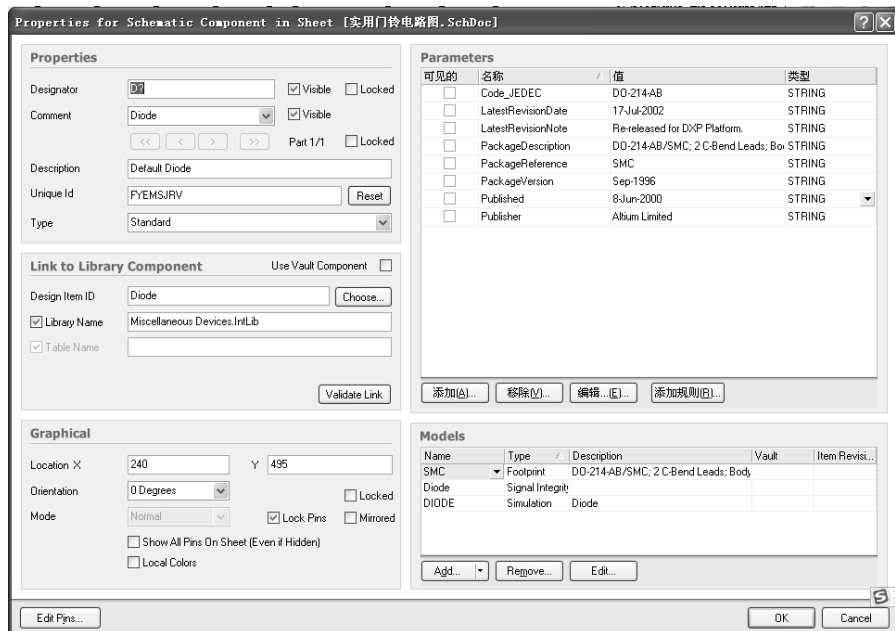 Properties for Schematic Component in Sheet [实用门铃电路图.SchDoc]
Properties
Designator D? Visible Locked
Comment Diode Visible
<< < > >> Part 1/1 Locked
Description Default Diode
Unique Id FYEMSJRV Reset
Type Standard
Link to Library Component Use Vault Component
Design Item ID Diode Choose...
Library Name Miscellaneous Devices.IntLib
Table Name
Validate Link
Graphical
Location X 240 Y 495
Orientation 0 Degrees Locked
Mode Normal Lock Pins Mirrored
Show All Pins On Sheet (Even if Hidden)
Local Colors
Parameters
可见的 名称 值 类型
Code_JEDEC DO-214-AB STRING
LatestRevisionDate 17-Jul-2002 STRING
LatestRevisionNote Re-released for DXP Platform. STRING
PackageDescription DO-214-AB/SMC; 2 C-Bend Leads; Bo STRING
PackageReference SMC STRING
PackageVersion Sep-1996 STRING
Published 8-Jun-2000 STRING
Publisher Altium Limited STRING
添加(A)... 移除(V)... 编辑...(E)... 添加规则(R)...
Models
Name Type Description Vault Item Revisi...
SMC Footprint DO-214-AB/SMC; 2 C-Bend Leads; Body,
Diode Signal Integrity
DIODE Simulation Diode
Add... Remove... Edit...
Edit Pins... OK Cancel